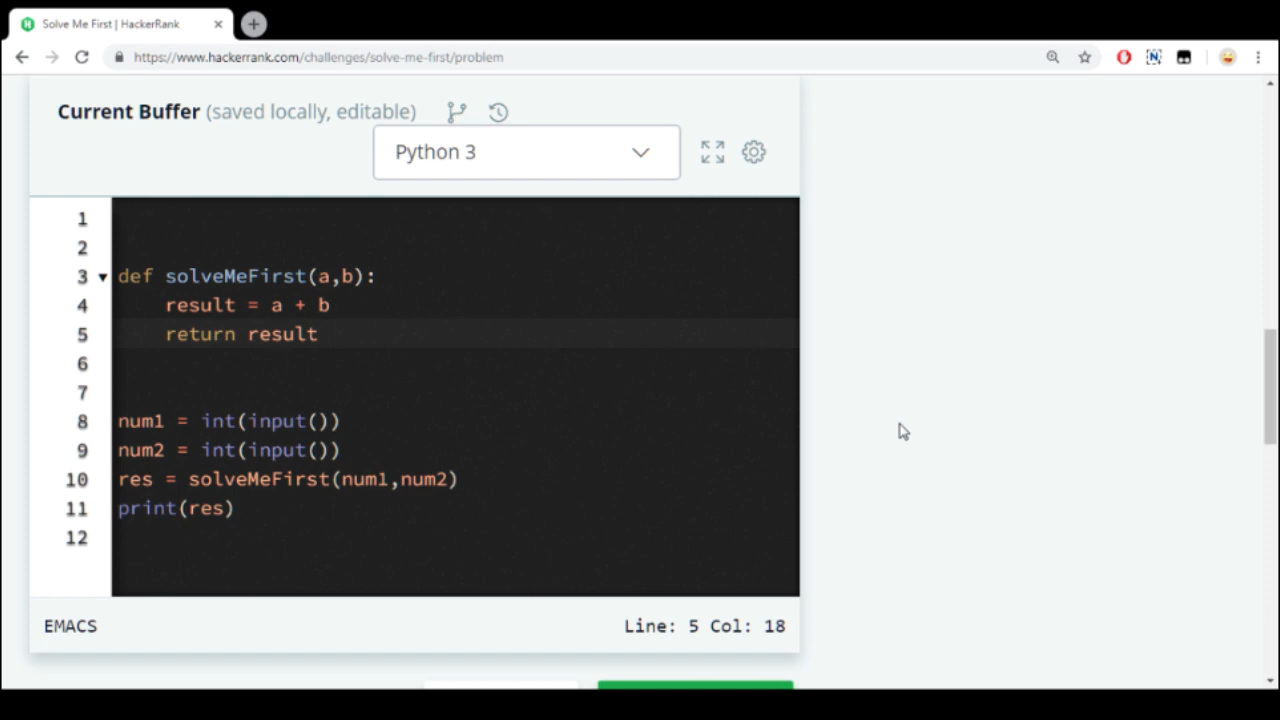 Solve Me First | HackerRank
https://www.hackerrank.com/challenges/solve-me-first/problem
Current Buffer (saved locally, editable)
Python 3
1
2
3 def solveMeFirst(a,b):
4     result = a + b
5     return result
6
7
8 num1 = int(input())
9 num2 = int(input())
10 res = solveMeFirst(num1,num2)
11 print(res)
12
EMACS Line: 5 Col: 18